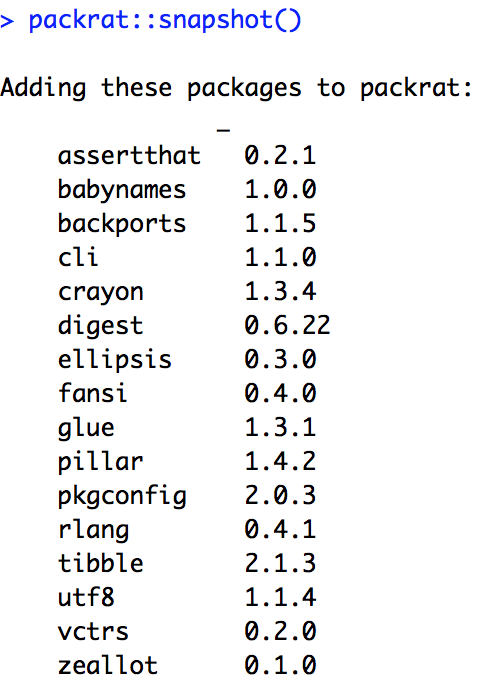 > packrat::snapshot()
Adding these packages to packrat:
_
assertthat 0.2.1
babynames 1.0.0
backports 1.1.5
cli 1.1.0
crayon 1.3.4
digest 0.6.22
ellipsis 0.3.0
fansi 0.4.0
glue 1.3.1
pillar 1.4.2
pkgconfig 2.0.3
rlang 0.4.1
tibble 2.1.3
utf8 1.1.4
vctrs 0.2.0
zeallot 0.1.0